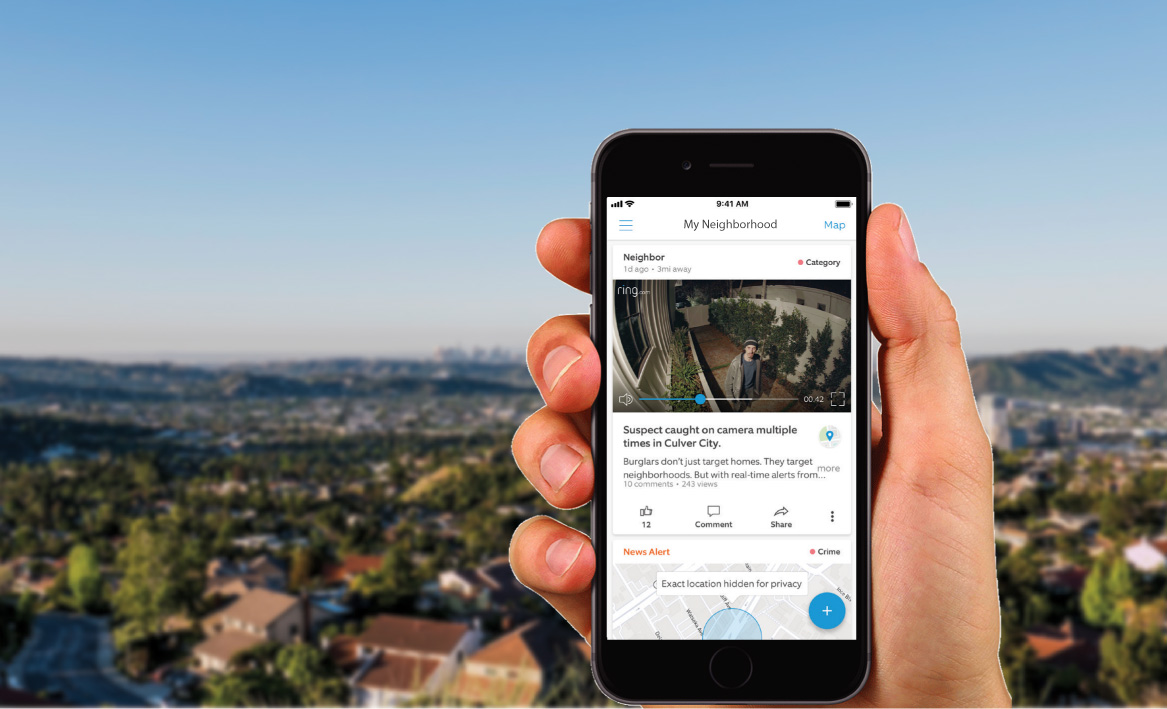 9:41 AM
My Neighborhood
Map
Neighbor
1d ago • 3mi away
Category
ring.com
00:42
Suspect caught on camera multiple
times in Culver City.
Burglars don't just target homes. They target
neighborhoods. But with real-time alerts from...
more
10 comments • 243 views
12
Comment
Share
News Alert
Crime
Exact location hidden for privacy